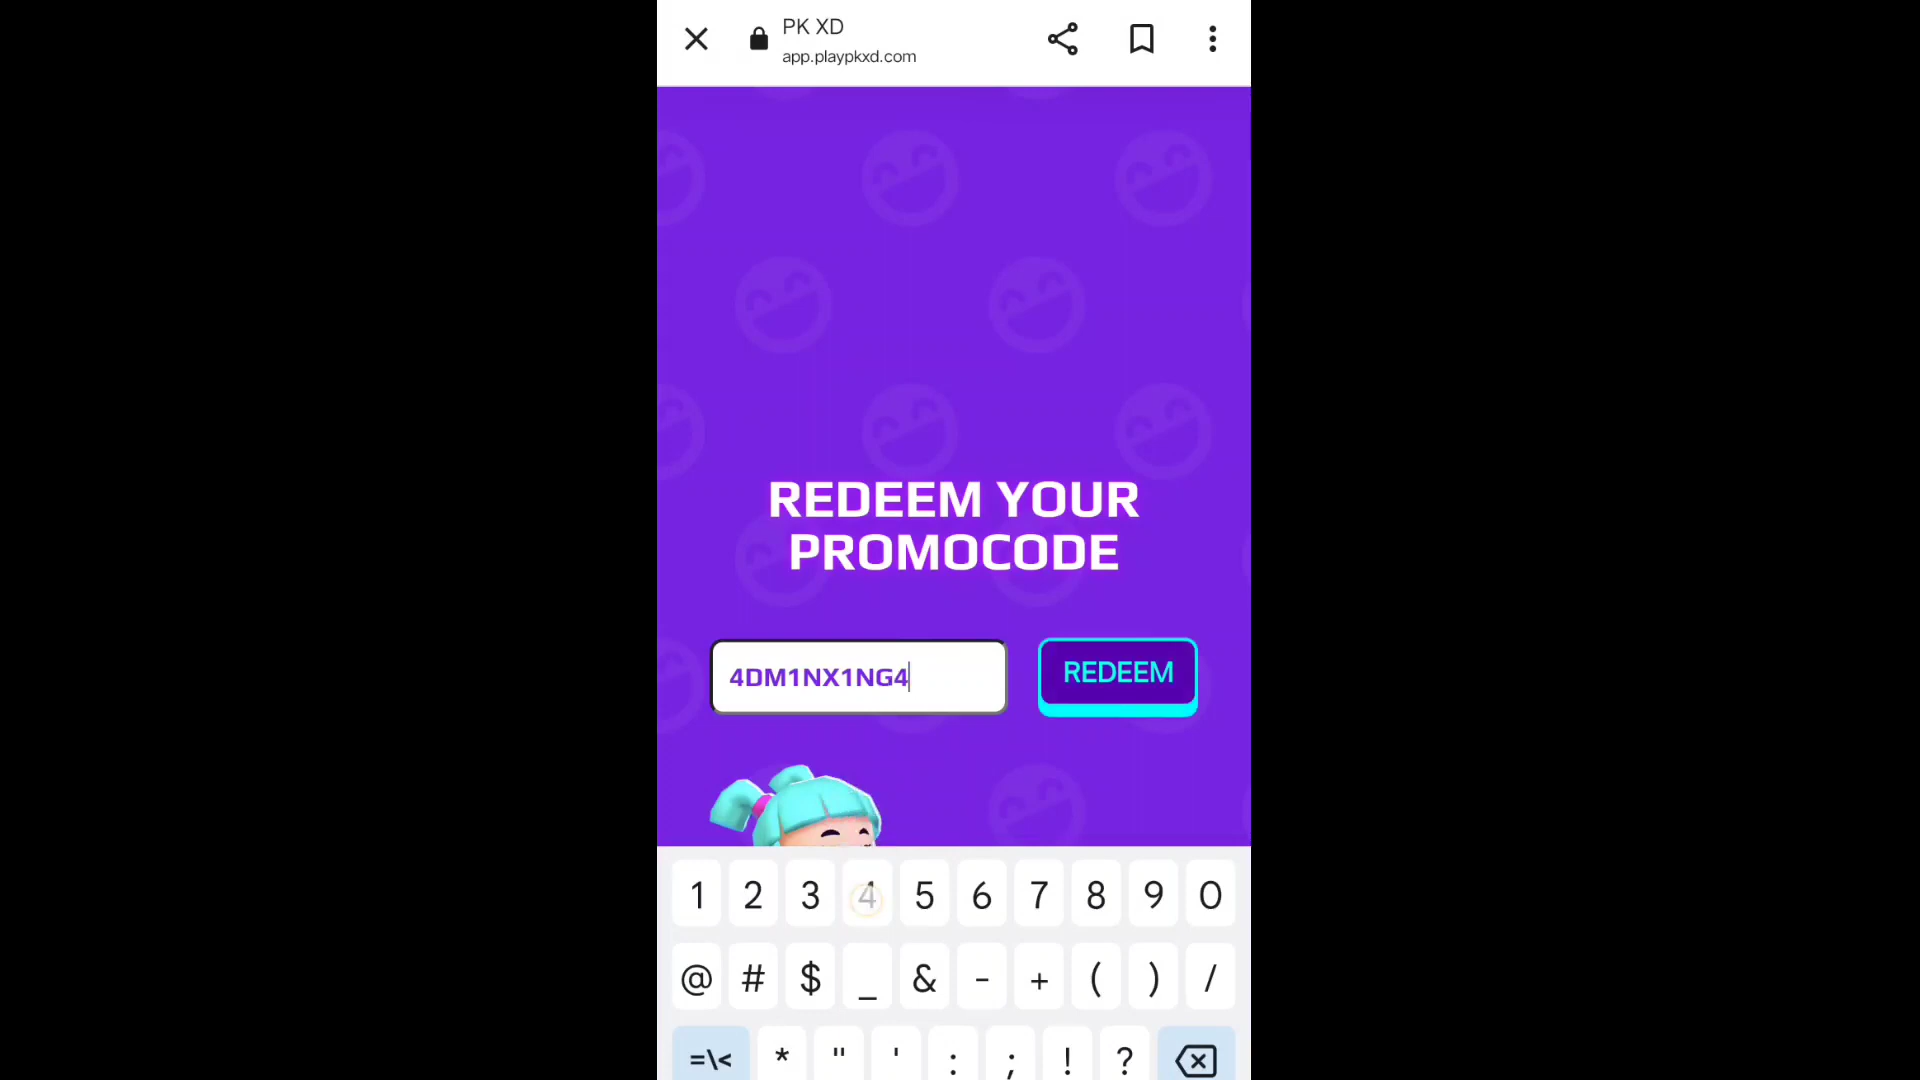 PK XD
app.playpkxd.com
REDEEM YOUR
PROMOCODE
4DM1NX1NG4
REDEEM
1 2 3 4 5 6 7 8 9 0
@ # $ _ & - + ( ) /
=\< * " ' : ; ! ?